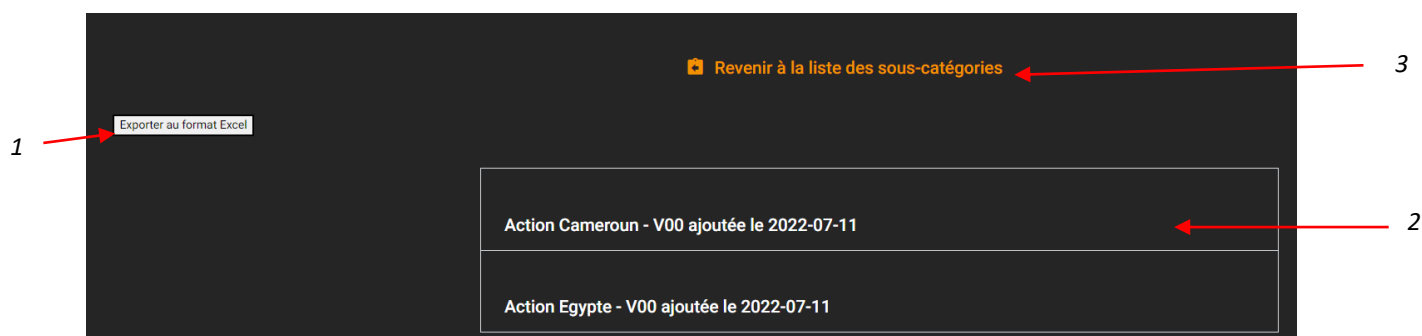 Revenir à la liste des sous-catégories
3
Exporter au format Excel
1
Action Cameroun - V00 ajoutée le 2022-07-11
2
Action Egypte - V00 ajoutée le 2022-07-11